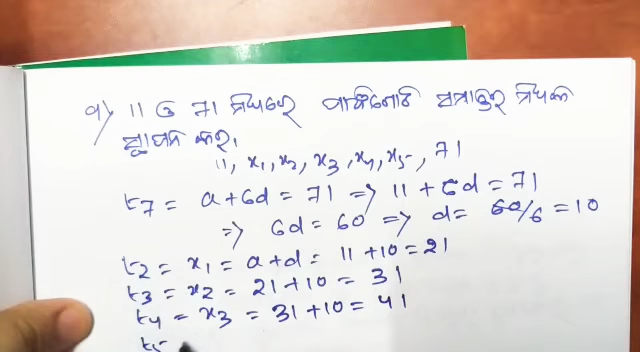 ୩) 11 ଓ 71 ମଧ୍ୟରେ ପାଞ୍ଚଗୋଟି ସମାନ୍ତର ମଧ୍ୟକ
ସ୍ଥାପନ କର।
11, x₁, x₂, x₃, x₄, x₅, 71
t₇ = a+6d = 71 => 11 + 6d = 71
=> 6d = 60 => d = 60/6 = 10
t₂ = x₁ = a+d = 11 +10 = 21
t₃ = x₂ = 21 +10 = 31
t₄ = x₃ = 31 +10 = 41
t₅